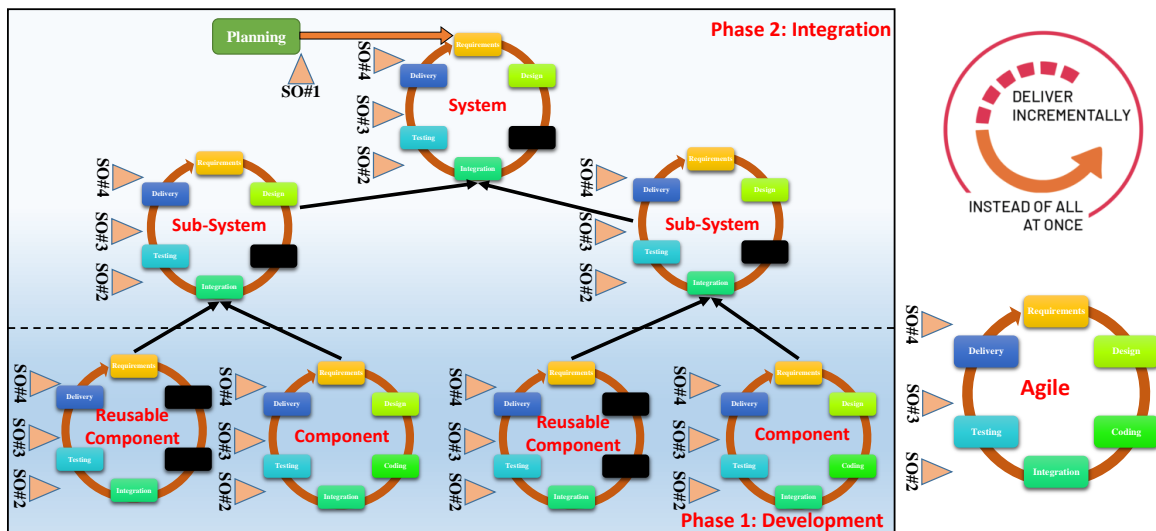 Planning
SO#1
Phase 2: Integration
Requirements
SO#4
Delivery
Design
System
SO#3
Testing
SO#2
Integration
Requirements
SO#4
Delivery
Design
Sub-System
SO#3
Testing
SO#2
Integration
Requirements
SO#4
Delivery
Design
Sub-System
SO#3
Testing
SO#2
Integration
Requirements
SO#4
Delivery
Reusable
Component
SO#3
Testing
SO#2
Integration
Requirements
SO#4
Delivery
Design
Component
SO#3
Testing
Coding
SO#2
Integration
Requirements
SO#4
Delivery
Reusable
Component
SO#3
Testing
SO#2
Integration
Requirements
SO#4
Delivery
Design
Component
SO#3
Testing
Coding
SO#2
Integration
Phase 1: Development
DELIVER
INCREMENTALLY
INSTEAD OF ALL
AT ONCE
Requirements
SO#4
Delivery
Design
Agile
SO#3
Testing
Coding
SO#2
Integration